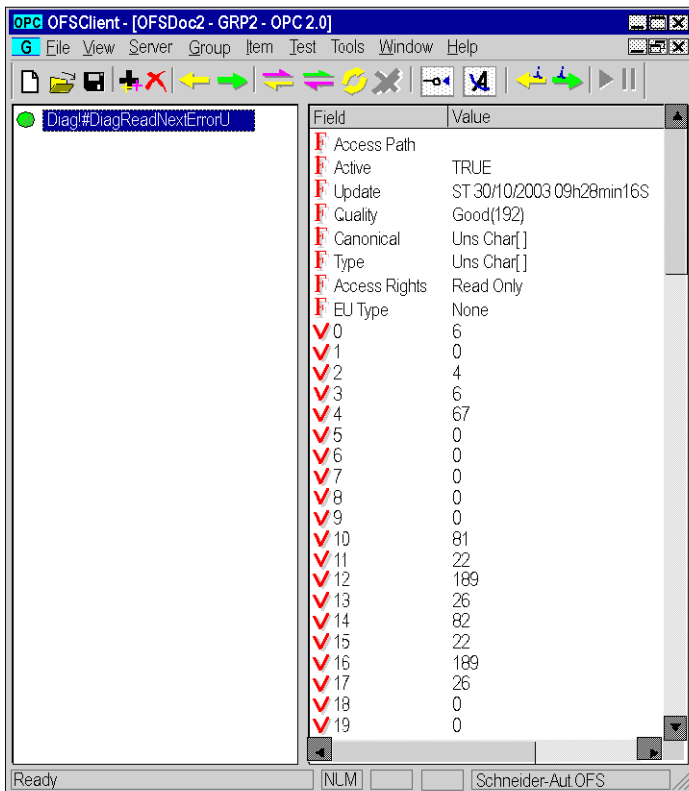 OPC OFSClient - [OFSDoc2 - GRP2 - OPC 2.0]
G File View Server Group Item Test Tools Window Help
Diag!#DiagReadNextErrorU
Field Value
F Access Path
F Active TRUE
F Update ST 30/10/2003 09h28min16S
F Quality Good(192)
F Canonical Uns Char[ ]
F Type Uns Char[ ]
F Access Rights Read Only
F EU Type None
0 6
1 0
2 4
3 6
4 67
5 0
6 0
7 0
8 0
9 0
10 81
11 22
12 189
13 26
14 82
15 22
16 189
17 26
18 0
19 0
Ready NUM Schneider-Aut.OFS